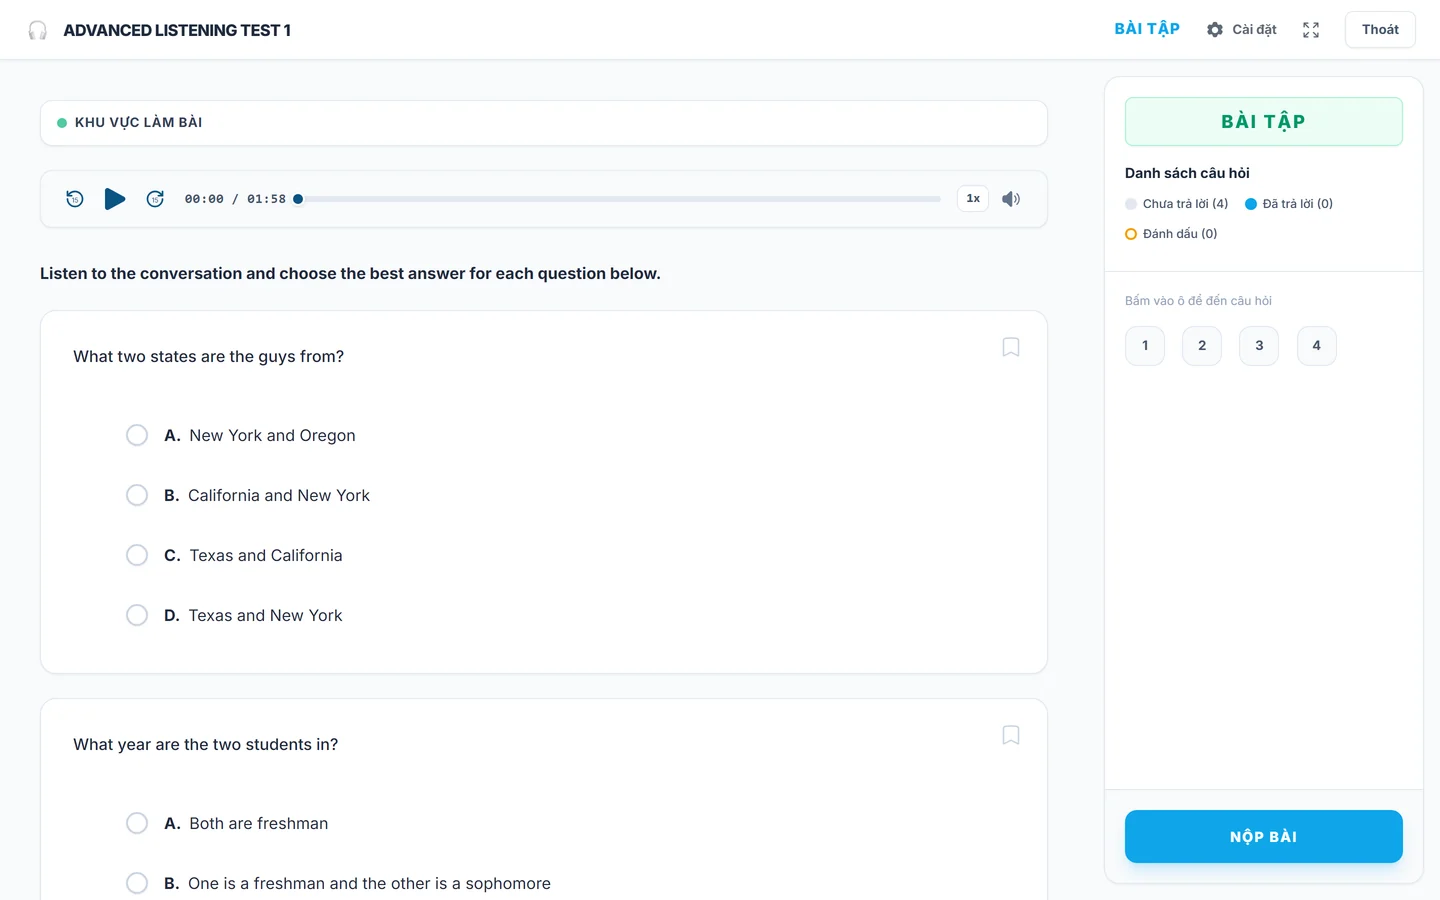 ADVANCED LISTENING TEST 1
BÀI TẬP
Cài đặt
Thoát
KHU VỰC LÀM BÀI
15
15
00:00 / 01:58
1x
Listen to the conversation and choose the best answer for each question below.
What two states are the guys from?
A. New York and Oregon
B. California and New York
C. Texas and California
D. Texas and New York
What year are the two students in?
A. Both are freshman
B. One is a freshman and the other is a sophomore
BÀI TẬP
Danh sách câu hỏi
Chưa trả lời (4)
Đã trả lời (0)
Đánh dấu (0)
Bấm vào ô để đến câu hỏi
1
2
3
4
NỘP BÀI